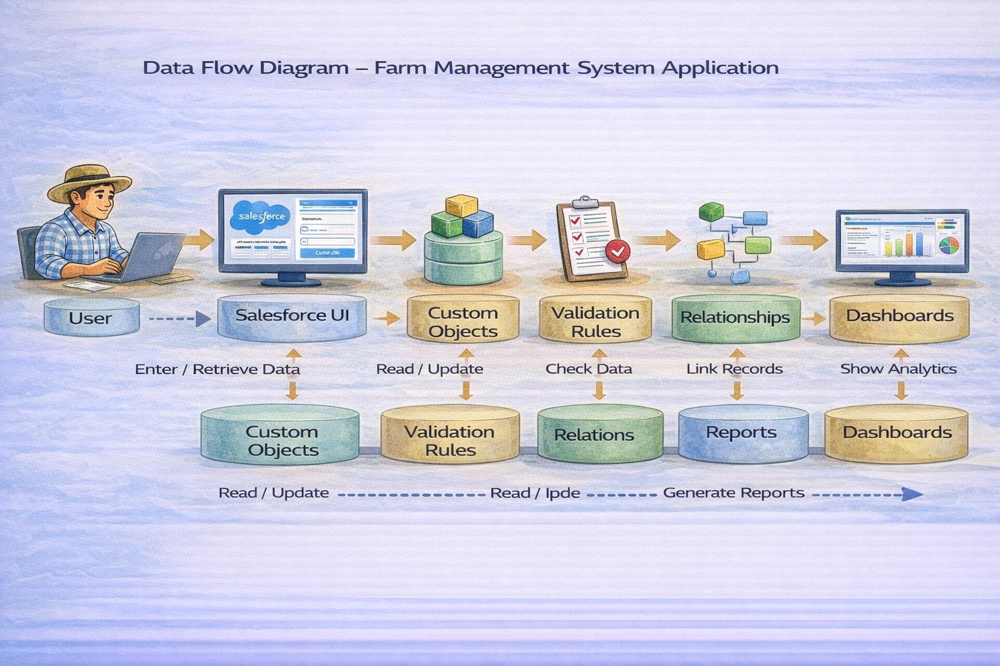 Data Flow Diagram – Farm Management System Application
salesforce
User
Salesforce UI
Custom
Objects
Validation
Rules
Relationships
Dashboards
Enter / Retrieve Data
Read / Update
Check Data
Link Records
Show Analytics
Custom
Objects
Validation
Rules
Relations
Reports
Dashboards
Read / Update
Read / Ipde
Generate Reports